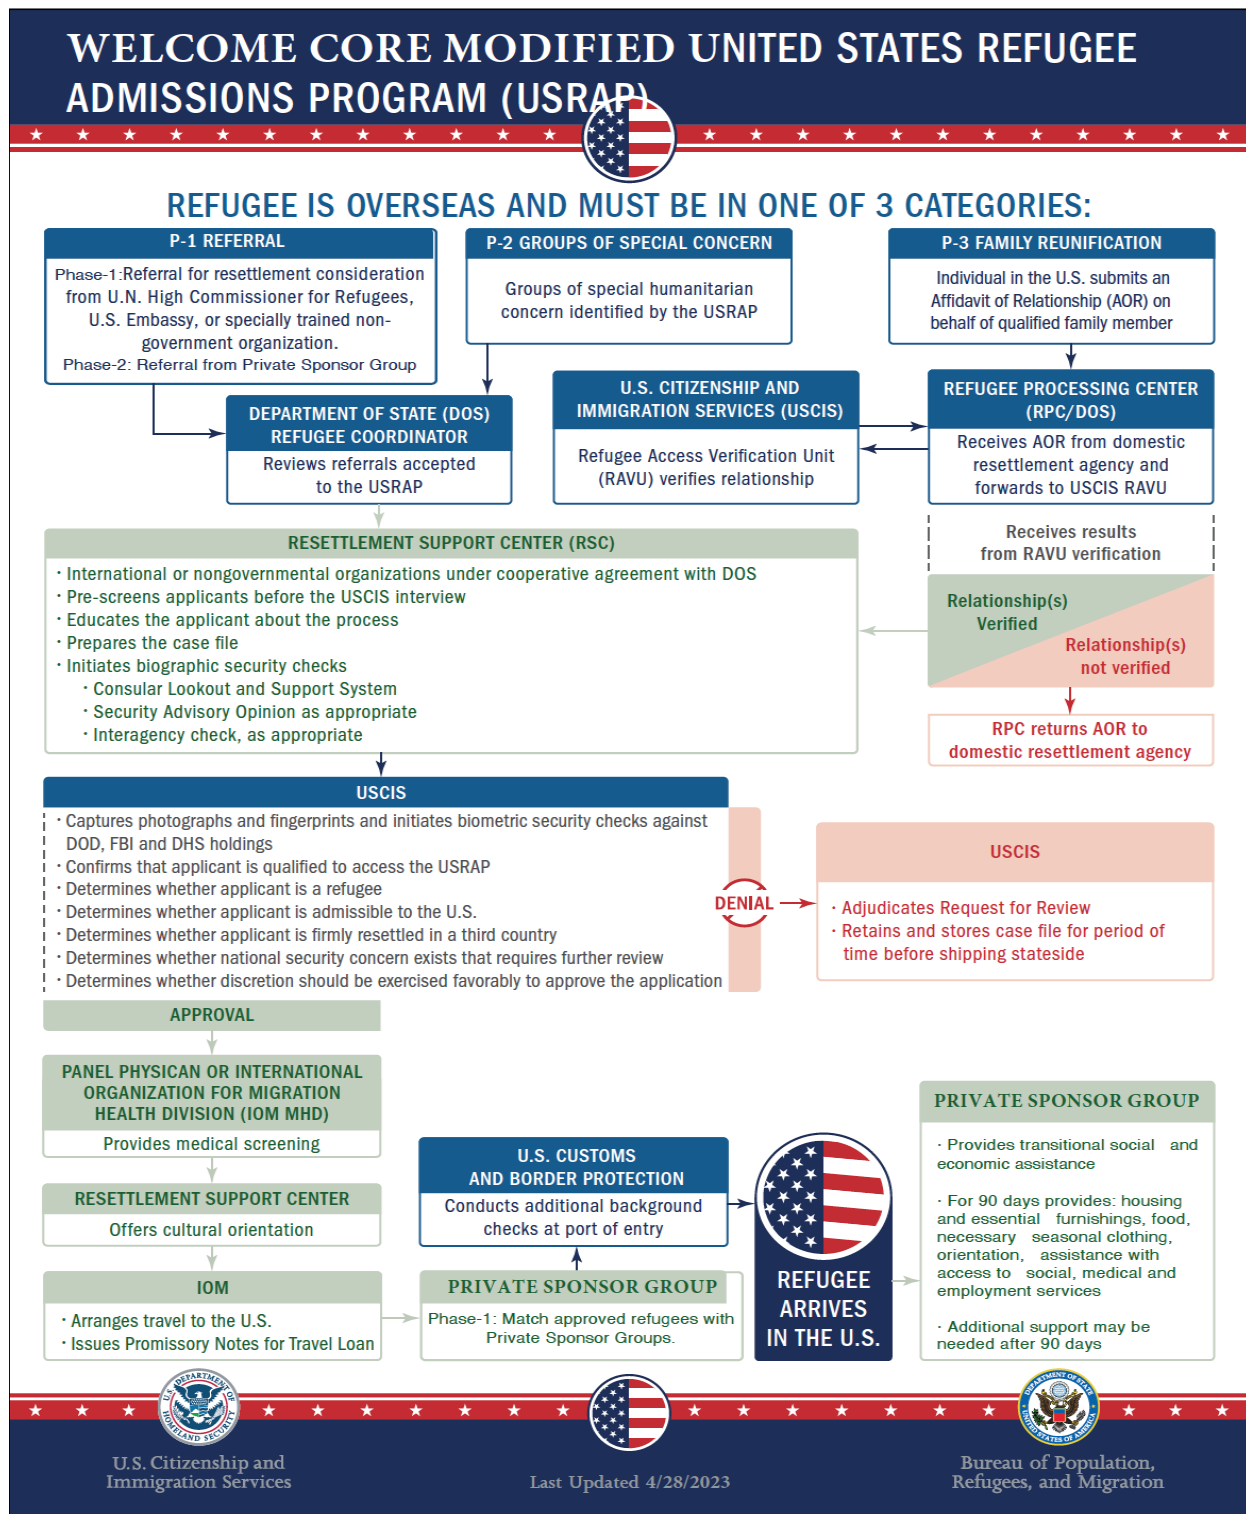 WELCOME CORE MODIFIED UNITED STATES REFUGEE
ADMISSIONS PROGRAM (USRAP)
REFUGEE IS OVERSEAS AND MUST BE IN ONE OF 3 CATEGORIES:
P-1 REFERRAL
Phase-1:Referral for resettlement consideration
from U.N. High Commissioner for Refugees,
U.S. Embassy, or specially trained non-
government organization.
Phase-2: Referral from Private Sponsor Group
P-2 GROUPS OF SPECIAL CONCERN
Groups of special humanitarian
concern identified by the USRAP
P-3 FAMILY REUNIFICATION
Individual in the U.S. submits an
Affidavit of Relationship (AOR) on
behalf of qualified family member
DEPARTMENT OF STATE (DOS)
REFUGEE COORDINATOR
Reviews referrals accepted
to the USRAP
U.S. CITIZENSHIP AND
IMMIGRATION SERVICES (USCIS)
Refugee Access Verification Unit
(RAVU) verifies relationship
REFUGEE PROCESSING CENTER
(RPC/DOS)
Receives AOR from domestic
resettlement agency and
forwards to USCIS RAVU
Receives results
from RAVU verification
Relationship(s)
Verified
Relationship(s)
not verified
RPC returns AOR to
domestic resettlement agency
RESETTLEMENT SUPPORT CENTER (RSC)
· International or nongovernmental organizations under cooperative agreement with DOS
· Pre-screens applicants before the USCIS interview
· Educates the applicant about the process
· Prepares the case file
· Initiates biographic security checks
· Consular Lookout and Support System
· Security Advisory Opinion as appropriate
· Interagency check, as appropriate
USCIS
· Captures photographs and fingerprints and initiates biometric security checks against
DOD, FBI and DHS holdings
· Confirms that applicant is qualified to access the USRAP
· Determines whether applicant is a refugee
· Determines whether applicant is admissible to the U.S.
· Determines whether applicant is firmly resettled in a third country
· Determines whether national security concern exists that requires further review
· Determines whether discretion should be exercised favorably to approve the application
DENIAL
USCIS
· Adjudicates Request for Review
· Retains and stores case file for period of
time before shipping stateside
APPROVAL
PANEL PHYSICAN OR INTERNATIONAL
ORGANIZATION FOR MIGRATION
HEALTH DIVISION (IOM MHD)
Provides medical screening
RESETTLEMENT SUPPORT CENTER
Offers cultural orientation
IOM
· Arranges travel to the U.S.
· Issues Promissory Notes for Travel Loan
U.S. CUSTOMS
AND BORDER PROTECTION
Conducts additional background
checks at port of entry
PRIVATE SPONSOR GROUP
Phase-1: Match approved refugees with
Private Sponsor Groups.
REFUGEE
ARRIVES
IN THE U.S.
PRIVATE SPONSOR GROUP
· Provides transitional social and
economic assistance
· For 90 days provides: housing
and essential furnishings, food,
necessary seasonal clothing,
orientation, assistance with
access to social, medical and
employment services
· Additional support may be
needed after 90 days
U.S. DEPARTMENT OF
HOMELAND SECURITY
U.S. Citizenship and
Immigration Services
Last Updated 4/28/2023
DEPARTMENT OF STATE
UNITED STATES OF AMERICA
Bureau of Population,
Refugees, and Migration